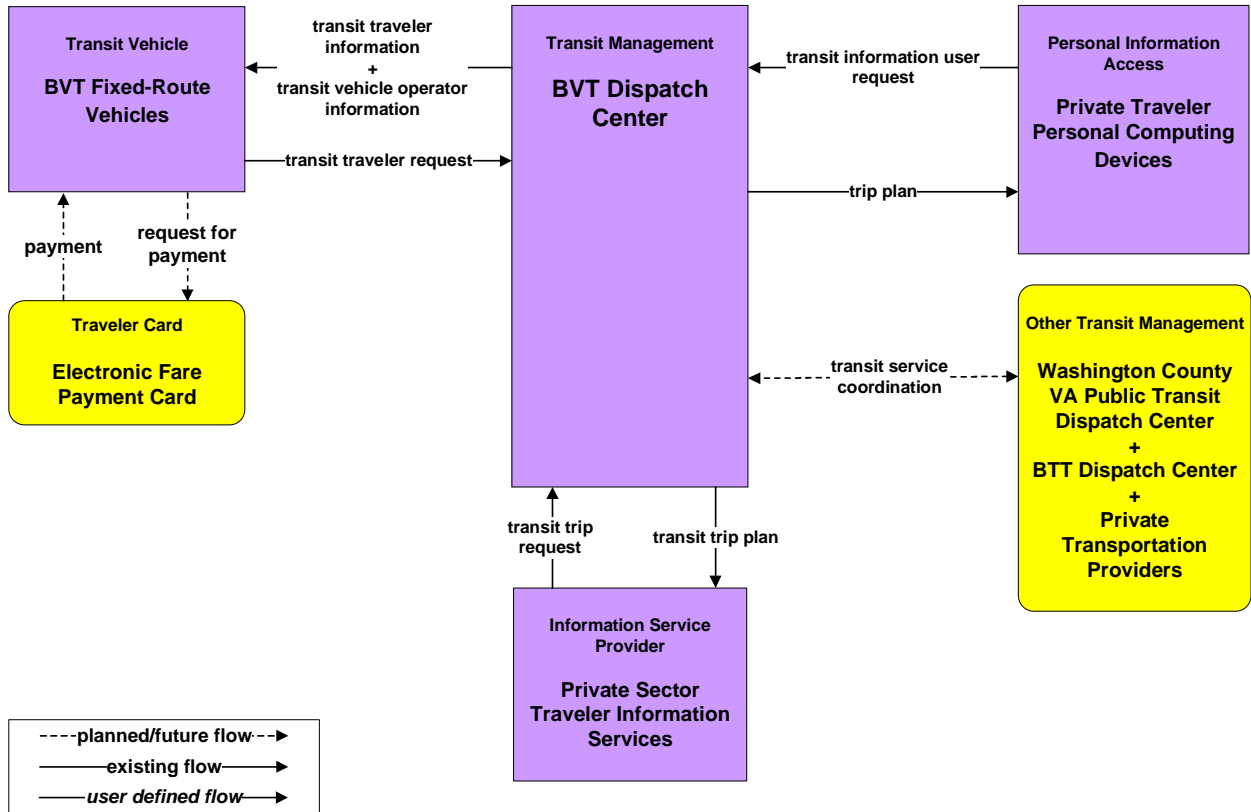 Transit Vehicle
BVT Fixed-Route
Vehicles
transit traveler
information
+
transit vehicle operator
information
transit traveler request
Transit Management
BVT Dispatch
Center
transit information user
request
trip plan
Personal Information
Access
Private Traveler
Personal Computing
Devices
payment
request for
payment
Traveler Card
Electronic Fare
Payment Card
transit service
coordination
Other Transit Management
Washington County
VA Public Transit
Dispatch Center
+
BTT Dispatch Center
+
Private
Transportation
Providers
transit trip
request
transit trip plan
Information Service
Provider
Private Sector
Traveler Information
Services
planned/future flow
existing flow
user defined flow